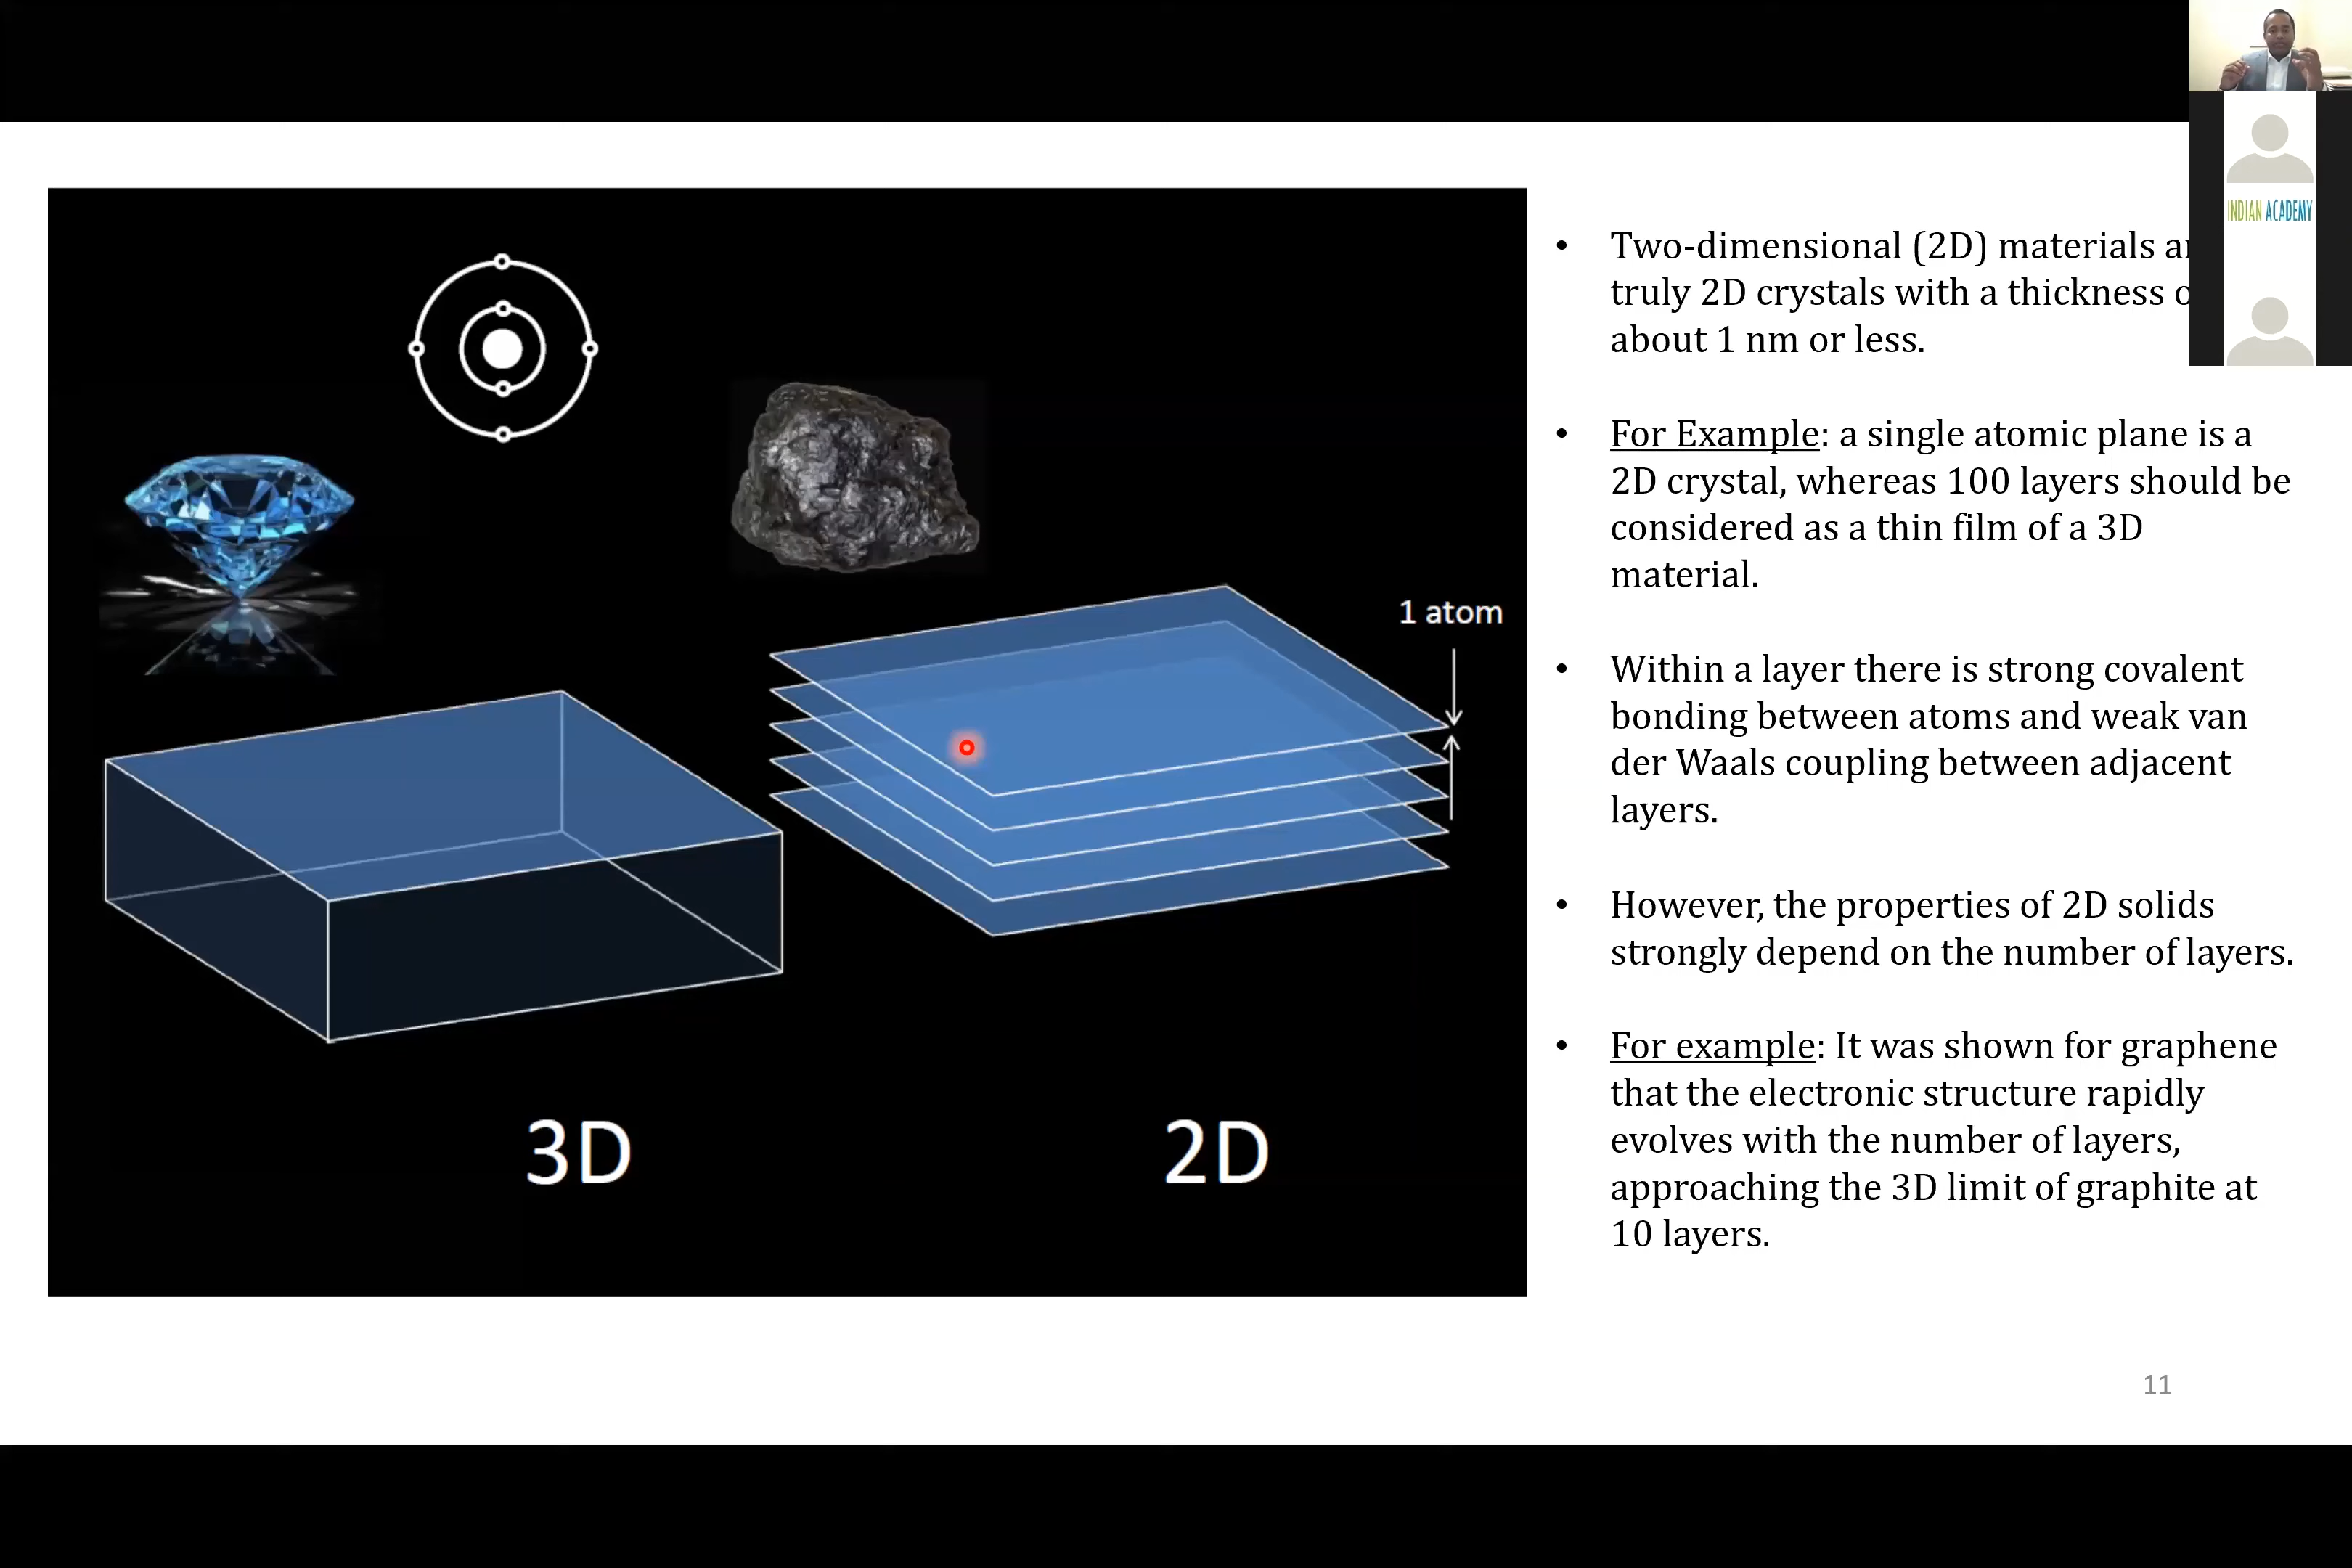 1 atom
3D
2D
• Two-dimensional (2D) materials
truly 2D crystals with a thickness
about 1 nm or less.
• For Example: a single atomic plane is a
2D crystal, whereas 100 layers should be
considered as a thin film of a 3D
material.
• Within a layer there is strong covalent
bonding between atoms and weak van
der Waals coupling between adjacent
layers.
• However, the properties of 2D solids
strongly depend on the number of layers.
• For example: It was shown for graphene
that the electronic structure rapidly
evolves with the number of layers,
approaching the 3D limit of graphite at
10 layers.
INDIAN ACADEMY
11